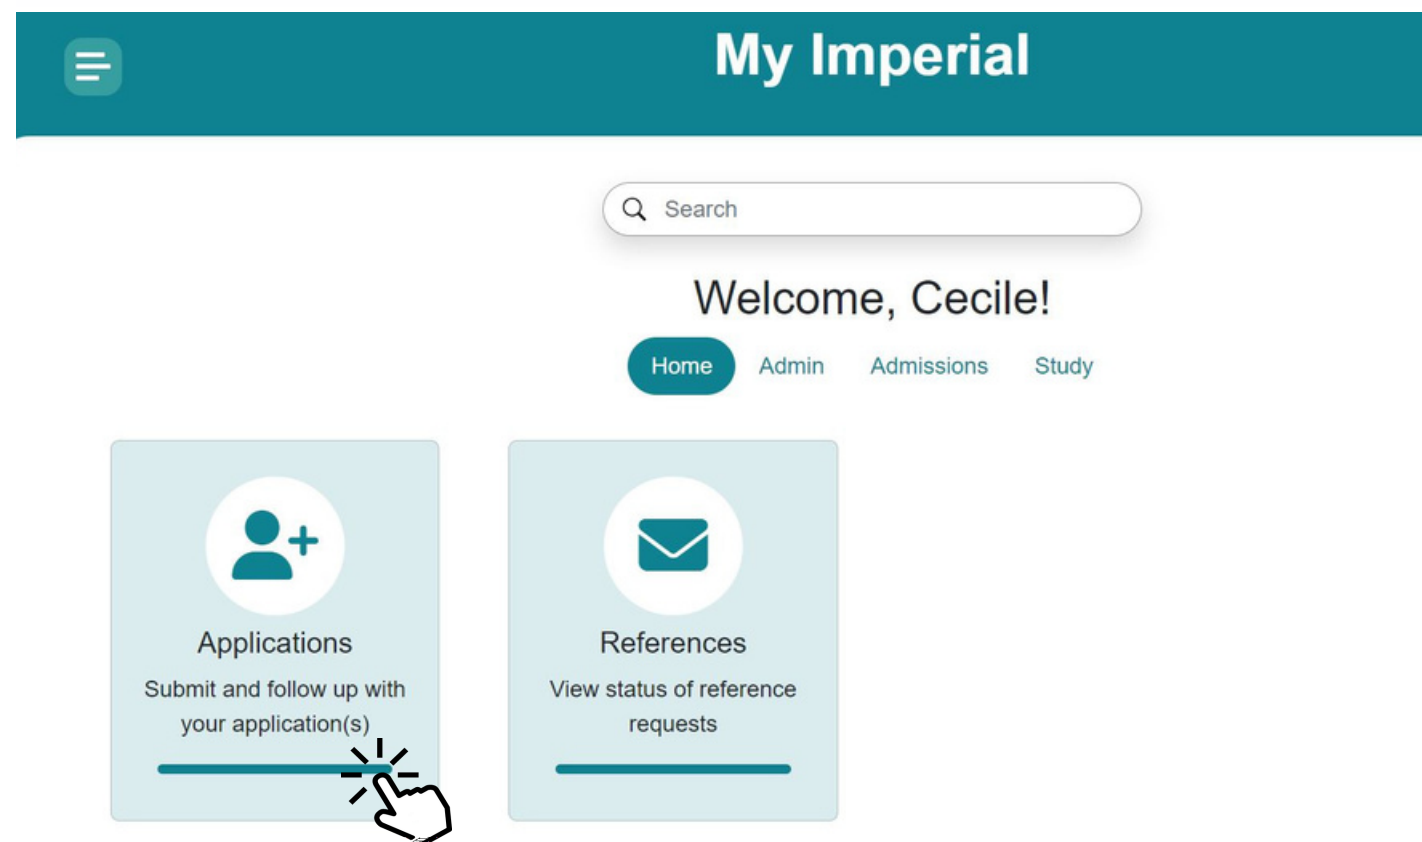 My Imperial
Search
Welcome, Cecile!
Home Admin Admissions Study
Applications
Submit and follow up with
your application(s)
References
View status of reference
requests